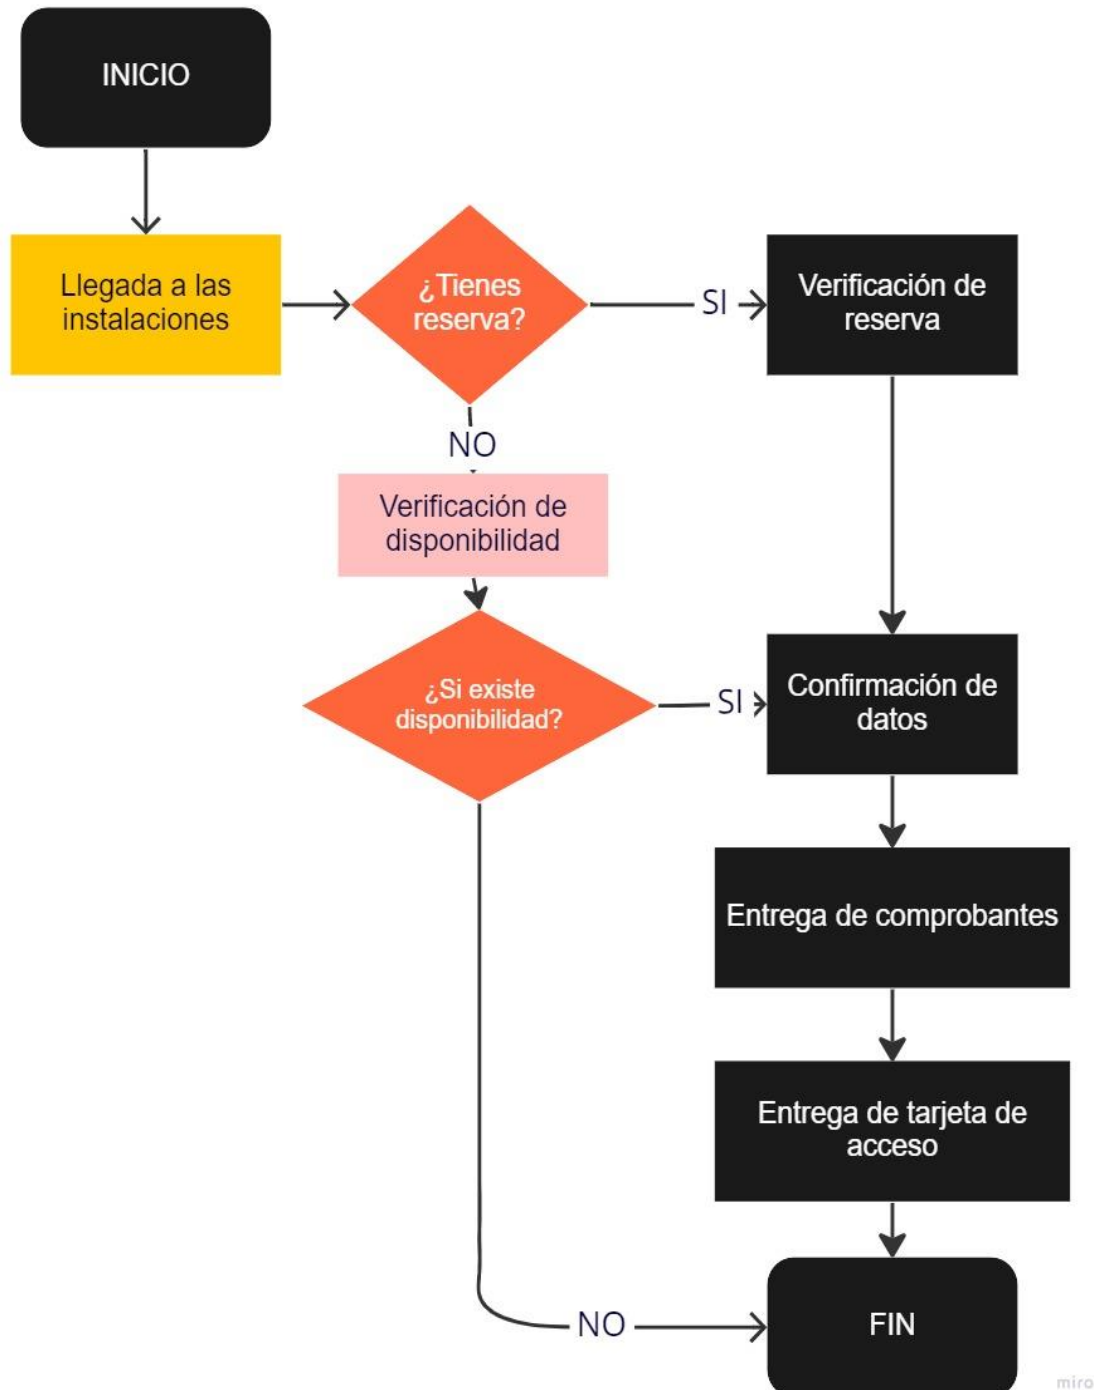 INICIO
Llegada a las
instalaciones
¿Tienes
reserva?
SI
Verificación de
reserva
NO
Verificación de
disponibilidad
¿Si existe
disponibilidad?
SI
Confirmación de
datos
Entrega de comprobantes
Entrega de tarjeta de
acceso
NO
FIN
miro